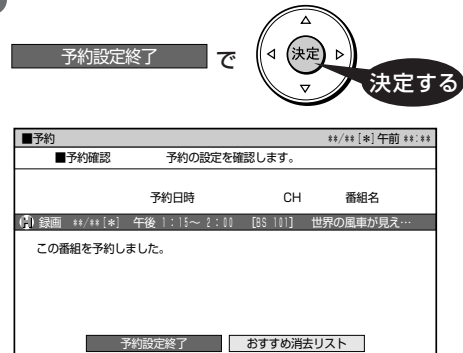 予約設定終了 で 決定 決定する
■予約 **/**[*]午前 **:**
■予約確認 予約の設定を確認します。
予約日時 CH 番組名
録画 **/**[*] 午後 1:15～ 2:00 [BS 101] 世界の風車が見え…
この番組を予約しました。
予約設定終了 おすすめ消去リスト